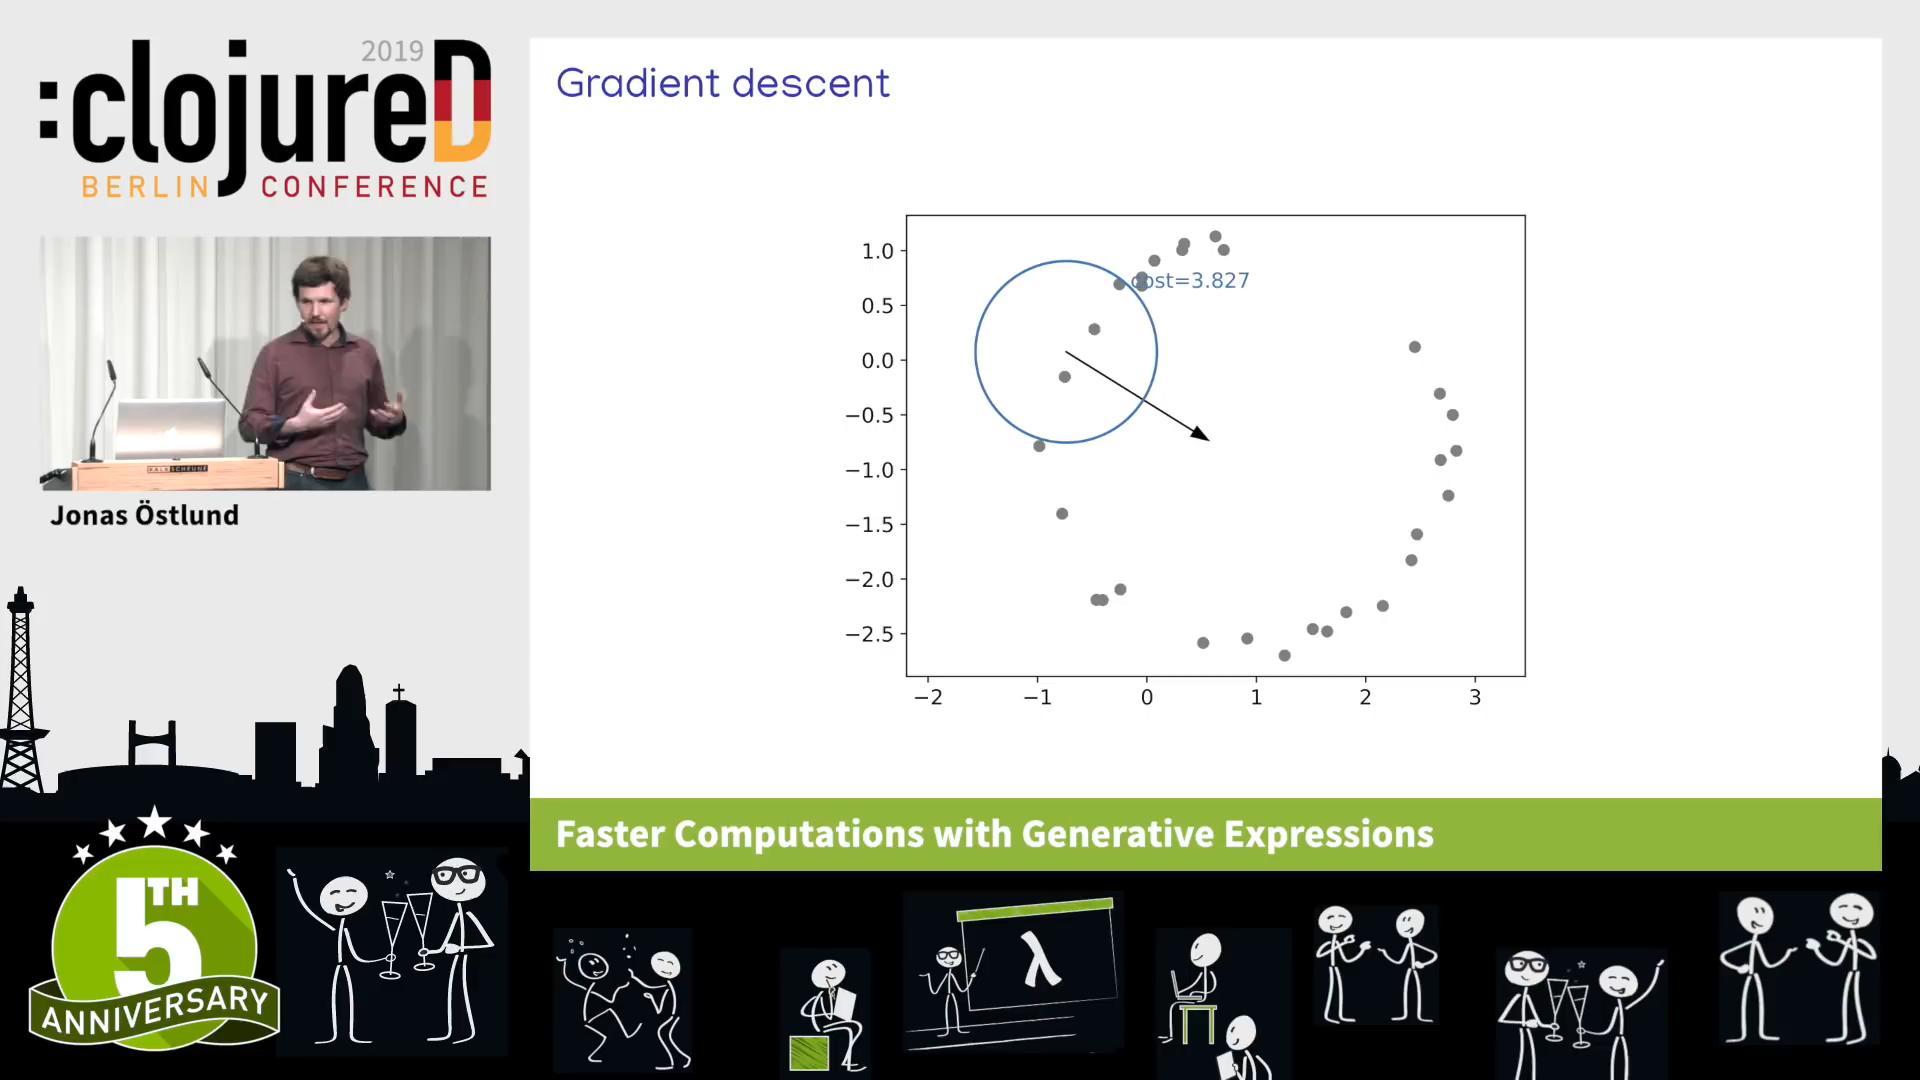 2019
:clojureD
BERLIN CONFERENCE
KALKSCHEUNE
Jonas Östlund
Gradient descent
cost=3.827
1.0
0.5
0.0
−0.5
−1.0
−1.5
−2.0
−2.5
−2 −1 0 1 2 3
Faster Computations with Generative Expressions
5TH
ANNIVERSARY
λ